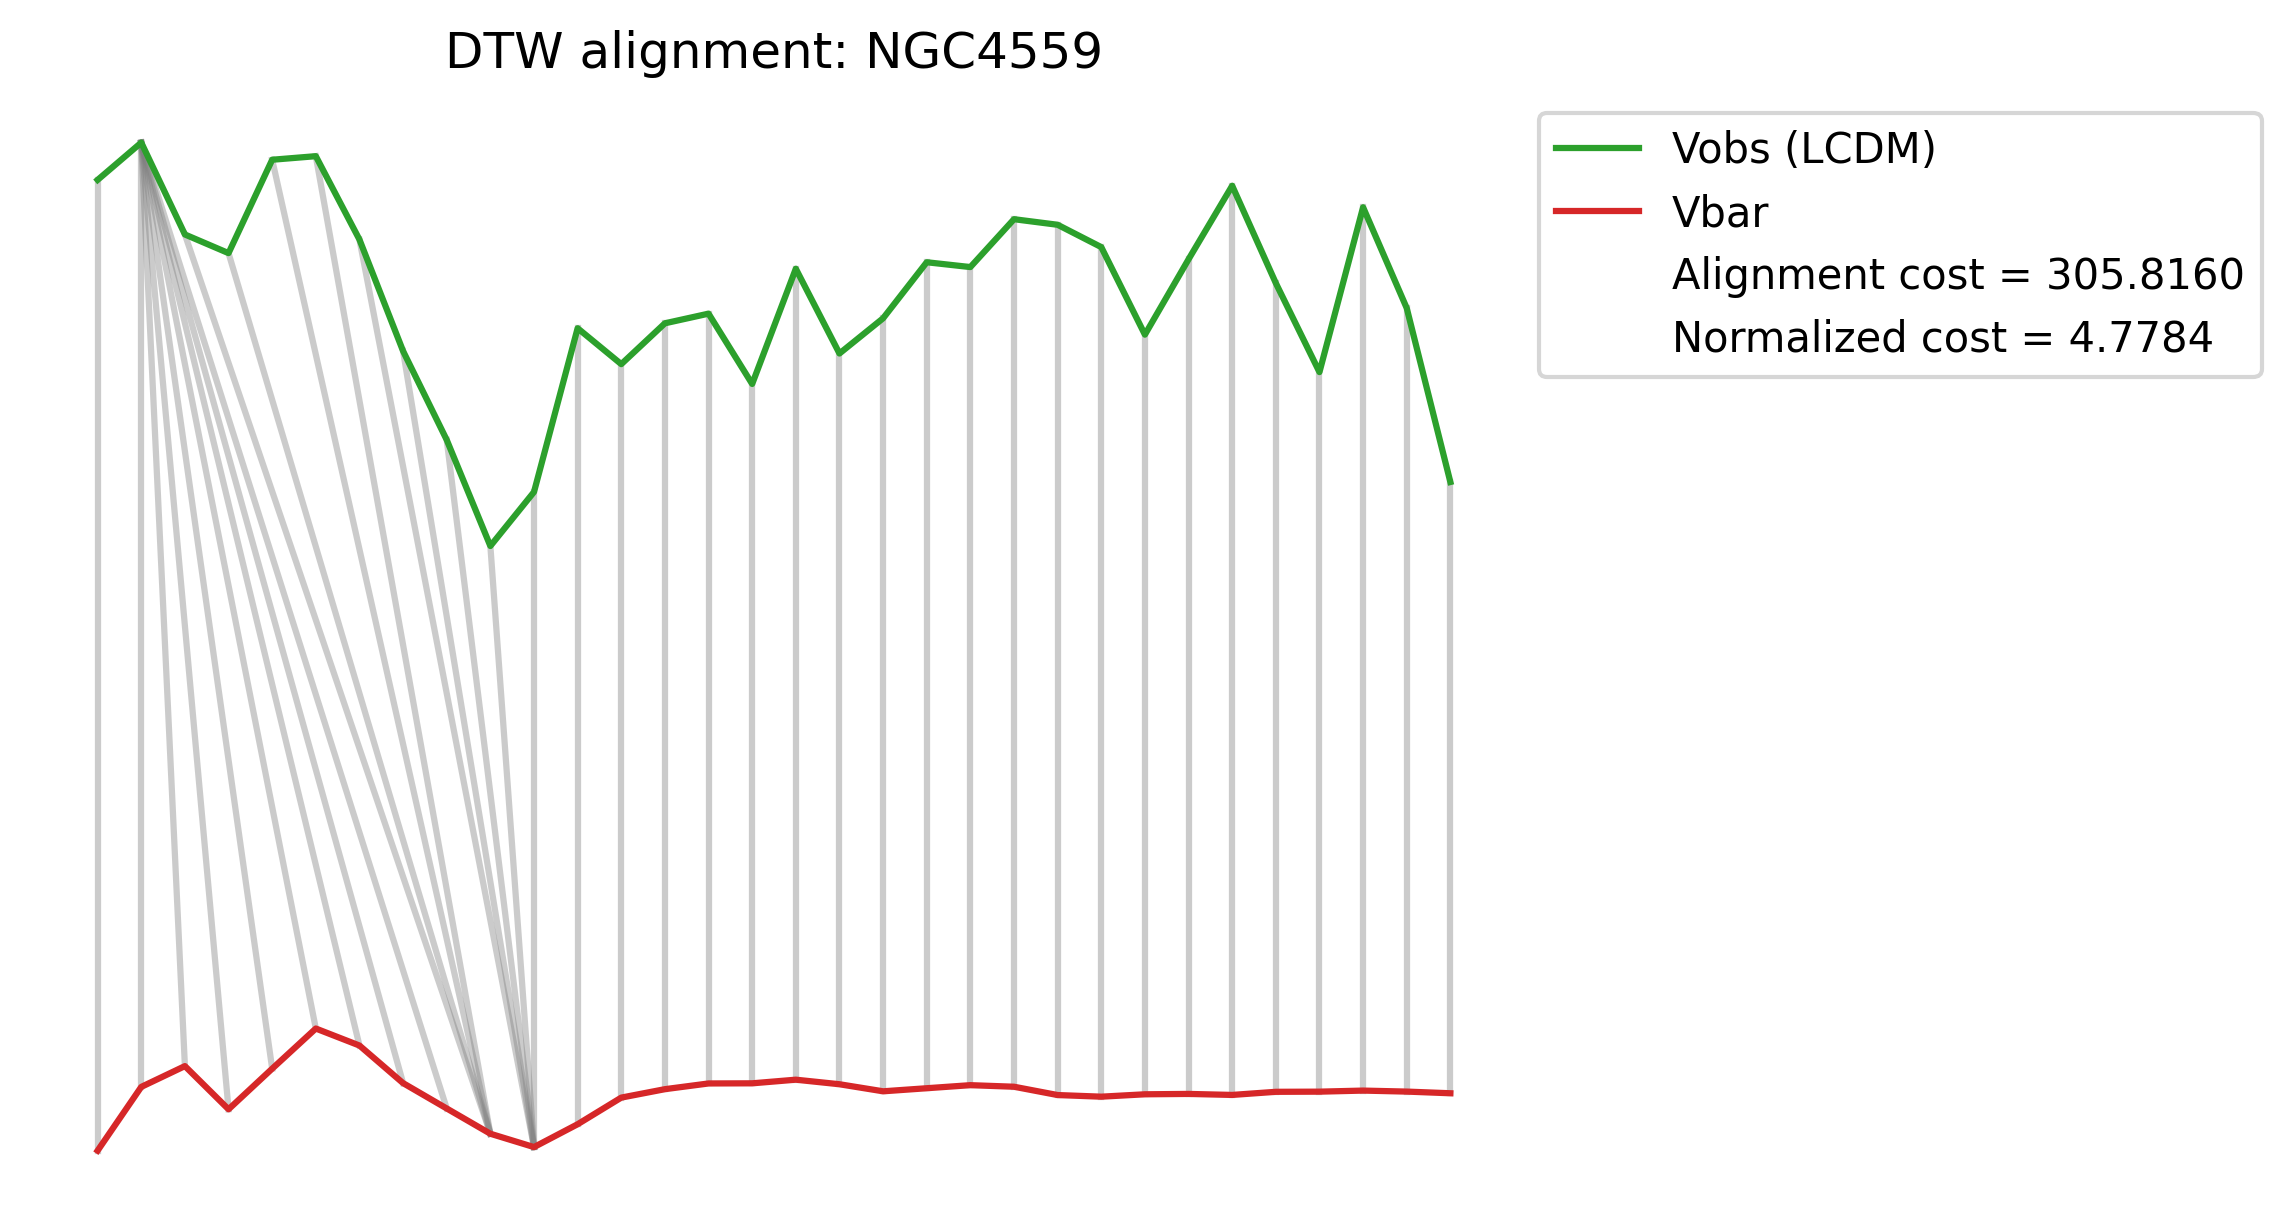 DTW alignment: NGC4559
Vobs (LCDM)
Vbar
Alignment cost = 305.8160
Normalized cost = 4.7784